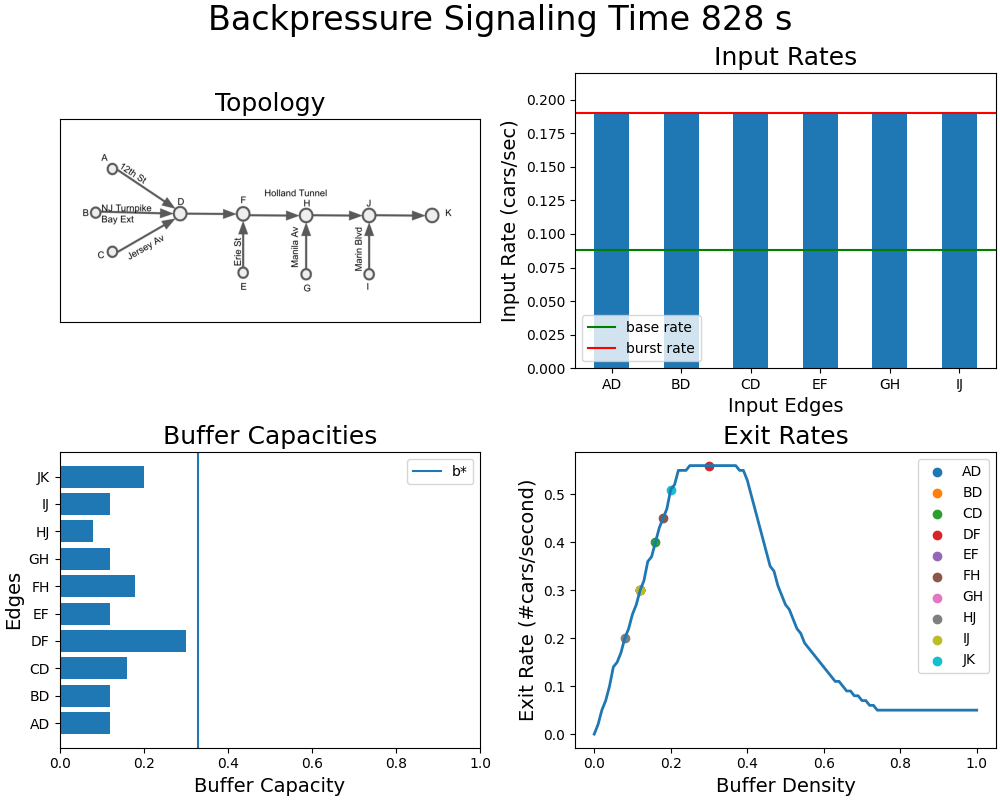 Backpressure Signaling Time 828 s
Topology
A
12th St
B
NJ Turnpike
Bay Ext
C
Jersey Av
D
F
Holland Tunnel
H
J
K
Erie St
Manila Av
Marin Blvd
E
G
I
Input Rates
Input Rate (cars/sec)
0.200
0.175
0.150
0.125
0.100
0.075
0.050
0.025
0.000
base rate
burst rate
AD BD CD EF GH IJ
Input Edges
Buffer Capacities
Edges
JK
IJ
HJ
GH
FH
EF
DF
CD
BD
AD
b*
0.0 0.2 0.4 0.6 0.8 1.0
Buffer Capacity
Exit Rates
Exit Rate (#cars/second)
0.5
0.4
0.3
0.2
0.1
0.0
AD
BD
CD
DF
EF
FH
GH
HJ
IJ
JK
0.0 0.2 0.4 0.6 0.8 1.0
Buffer Density